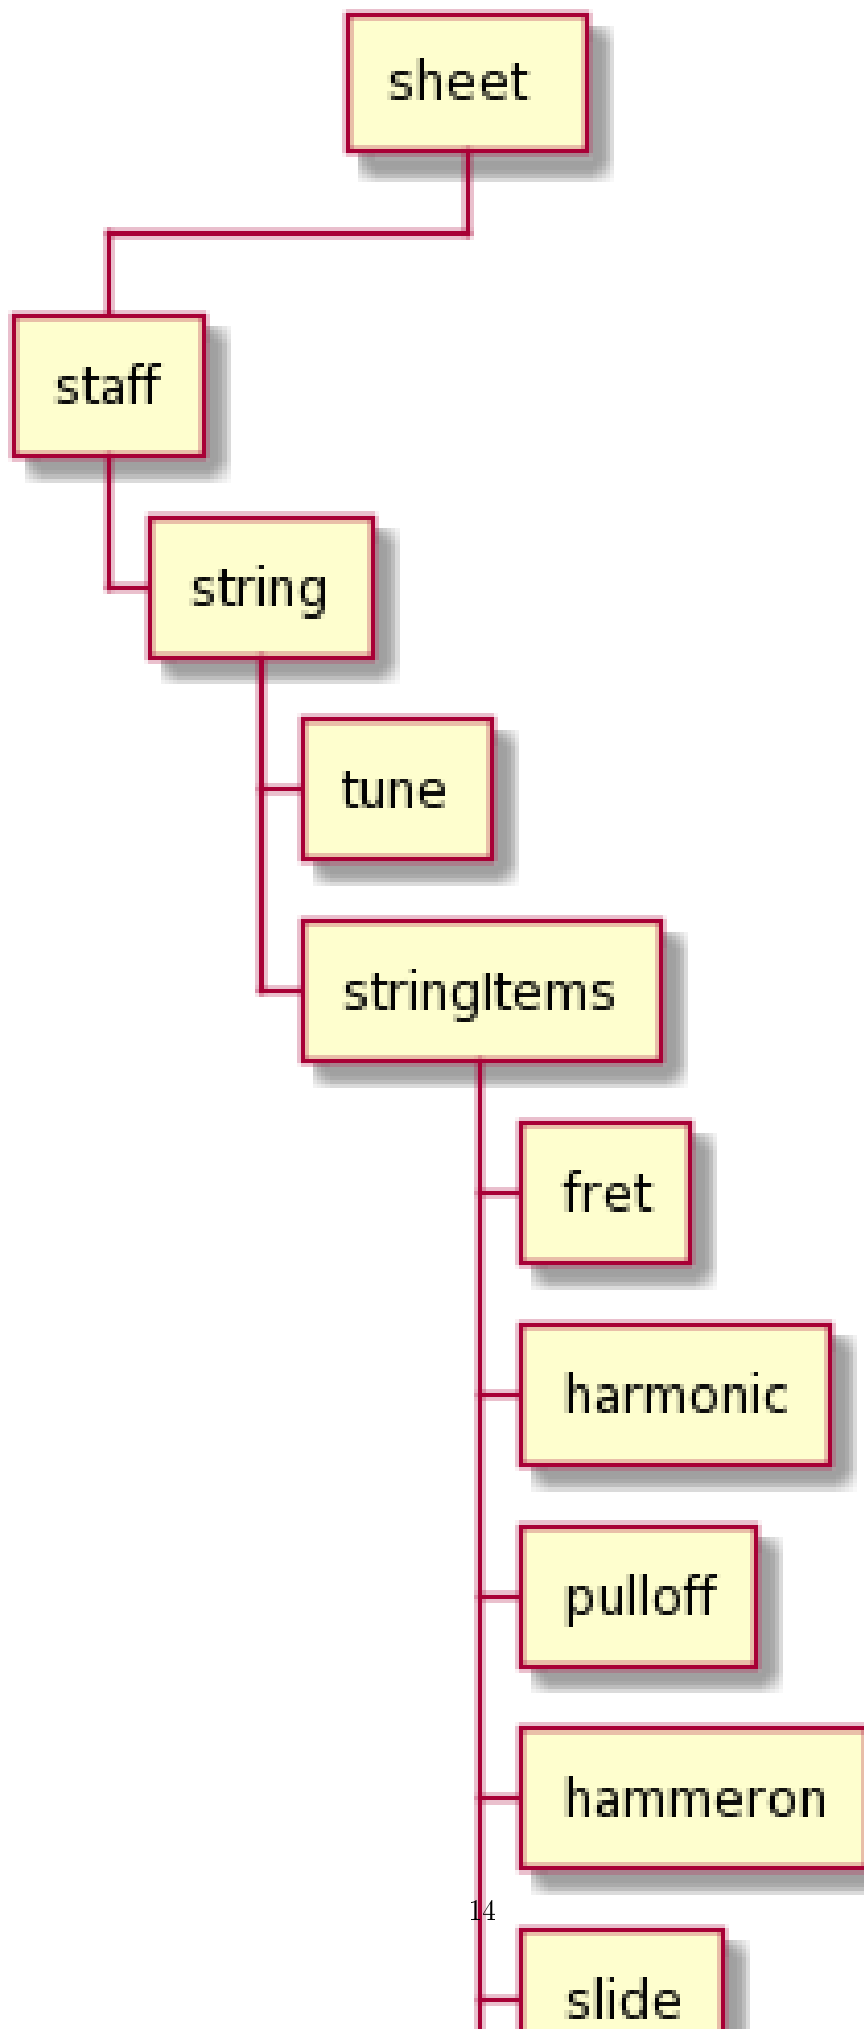 sheet
staff
string
tune
stringItems
fret
harmonic
pulloff
hammeron
14
slide